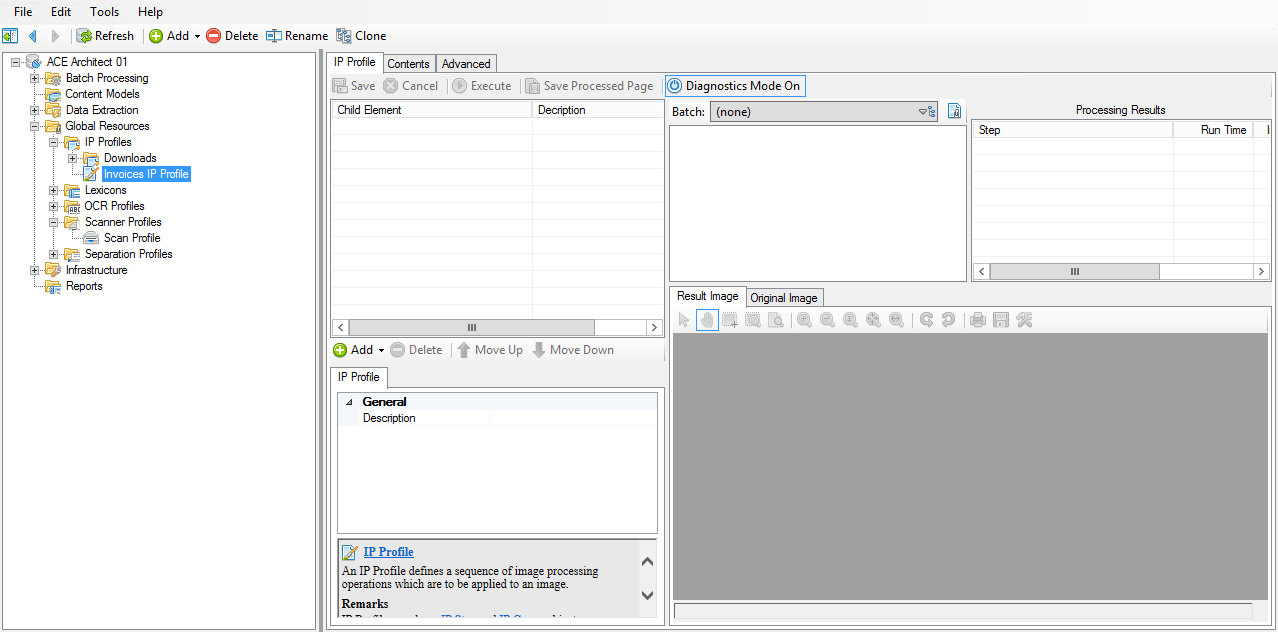 File Edit Tools Help
Refresh Add Delete Rename Clone
ACE Architect 01
Batch Processing
Content Models
Data Extraction
Global Resources
IP Profiles
Downloads
Invoices IP Profile
Lexicons
OCR Profiles
Scanner Profiles
Scan Profile
Separation Profiles
Infrastructure
Reports
IP Profile Contents Advanced
Save Cancel Execute Save Processed Page Diagnostics Mode On
Child Element Decription
Add Delete Move Up Move Down
IP Profile
General
Description
IP Profile
An IP Profile defines a sequence of image processing
operations which are to be applied to an image.
Remarks
Batch: (none)
Processing Results
Step Run Time
Result Image Original Image